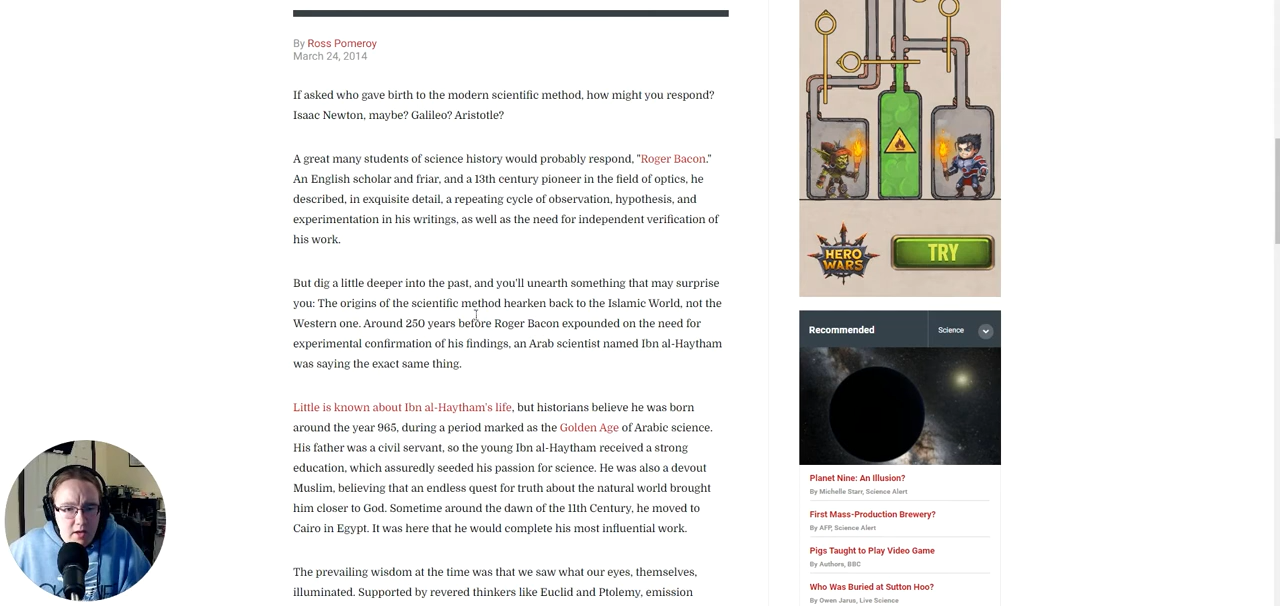 By Ross Pomeroy
March 24, 2014
If asked who gave birth to the modern scientific method, how might you respond?
Isaac Newton, maybe? Galileo? Aristotle?
A great many students of science history would probably respond, "Roger Bacon."
An English scholar and friar, and a 13th century pioneer in the field of optics, he
described, in exquisite detail, a repeating cycle of observation, hypothesis, and
experimentation in his writings, as well as the need for independent verification of
his work.
But dig a little deeper into the past, and you'll unearth something that may surprise
you: The origins of the scientific method hearken back to the Islamic World, not the
Western one. Around 250 years before Roger Bacon expounded on the need for
experimental confirmation of his findings, an Arab scientist named Ibn al-Haytham
was saying the exact same thing.
Little is known about Ibn al-Haytham's life, but historians believe he was born
around the year 965, during a period marked as the Golden Age of Arabic science.
His father was a civil servant, so the young Ibn al-Haytham received a strong
education, which assuredly seeded his passion for science. He was also a devout
Muslim, believing that an endless quest for truth about the natural world brought
him closer to God. Sometime around the dawn of the 11th Century, he moved to
Cairo in Egypt. It was here that he would complete his most influential work.
The prevailing wisdom at the time was that we saw what our eyes, themselves,
illuminated. Supported by revered thinkers like Euclid and Ptolemy, emission
HERO
WARS
TRY
Recommended
Science
Planet Nine: An Illusion?
By Michelle Starr, Science Alert
First Mass-Production Brewery?
By AFP, Science Alert
Pigs Taught to Play Video Game
By Authors, BBC
Who Was Buried at Sutton Hoo?
By Owen Jarus, Live Science